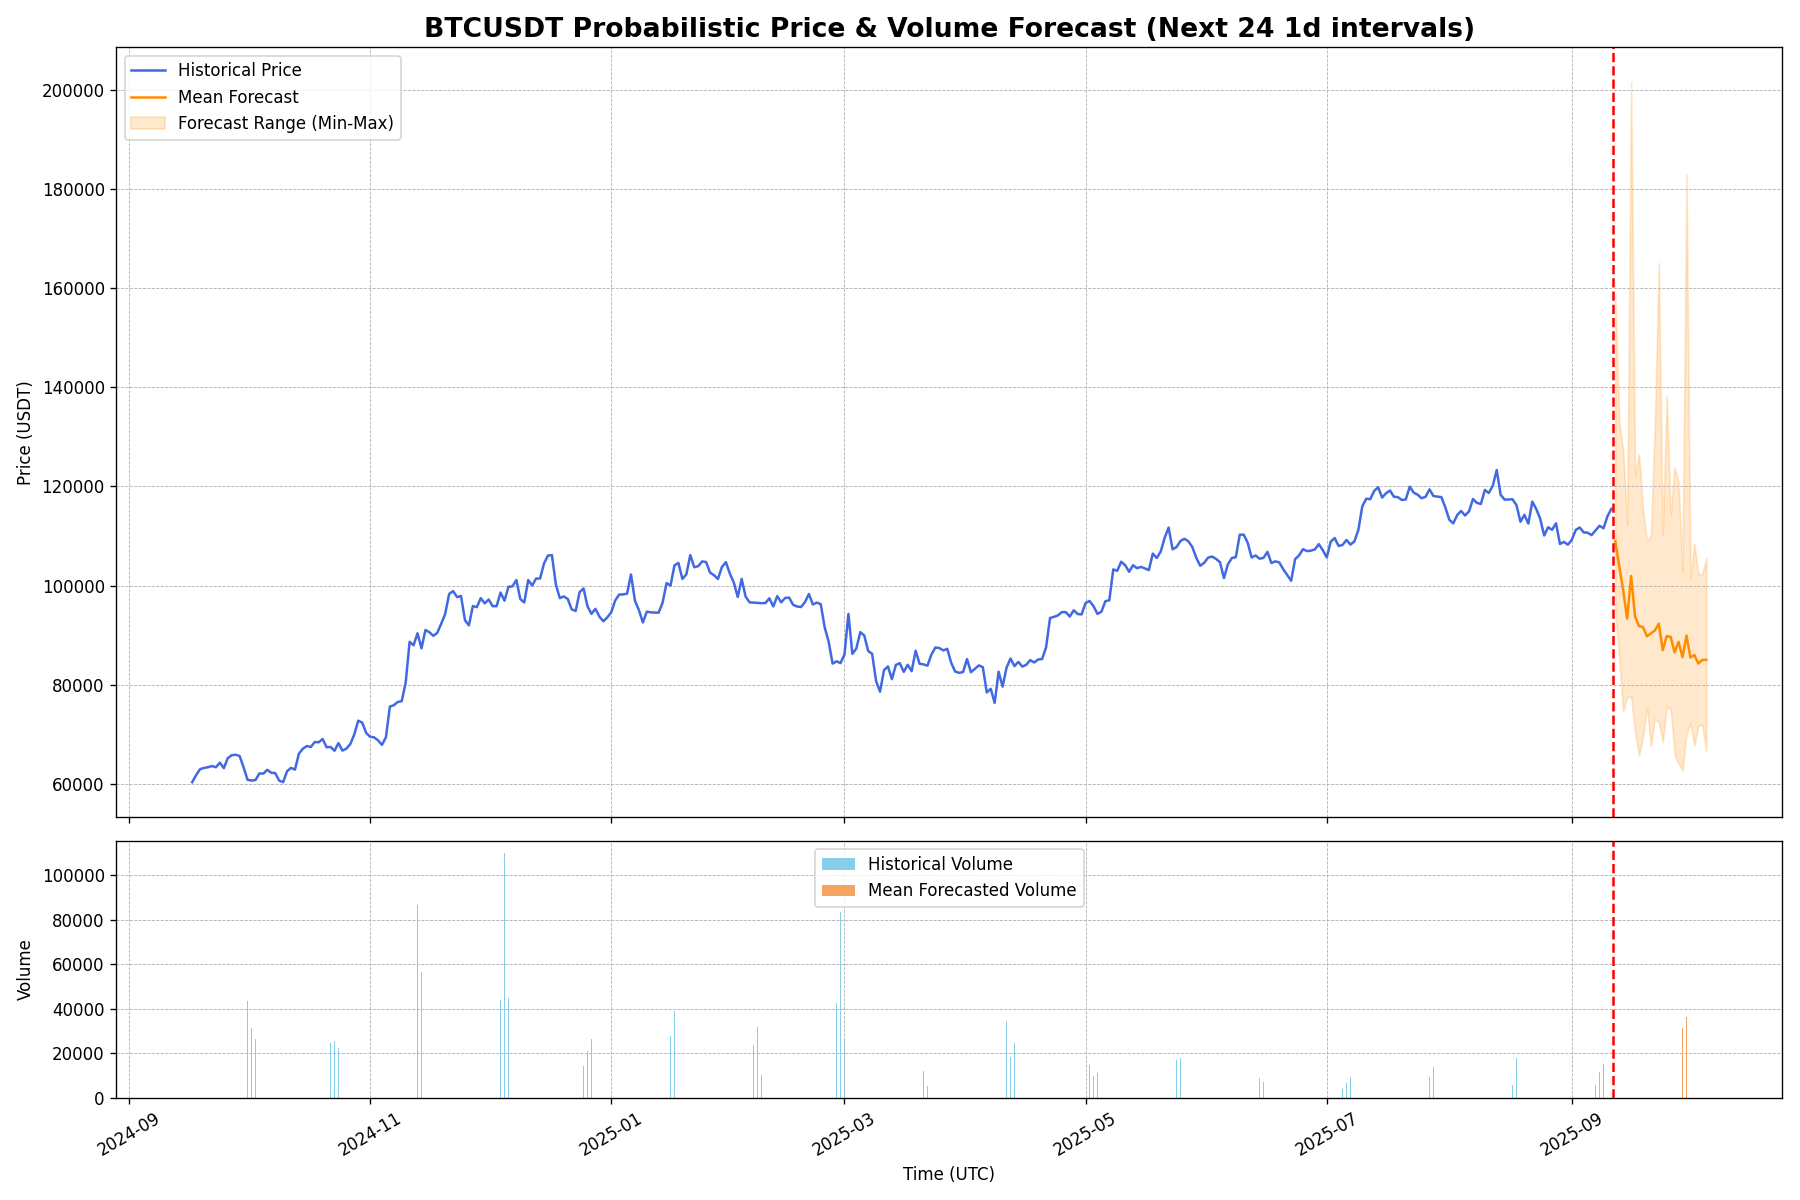 BTCUSDT Probabilistic Price & Volume Forecast (Next 24 1d intervals)
Historical Price
Mean Forecast
Forecast Range (Min-Max)
200000
180000
160000
140000
120000
100000
80000
60000
Price (USDT)
Historical Volume
Mean Forecasted Volume
100000
80000
60000
40000
20000
0
Volume
2024-09
2024-11
2025-01
2025-03
2025-05
2025-07
2025-09
Time (UTC)